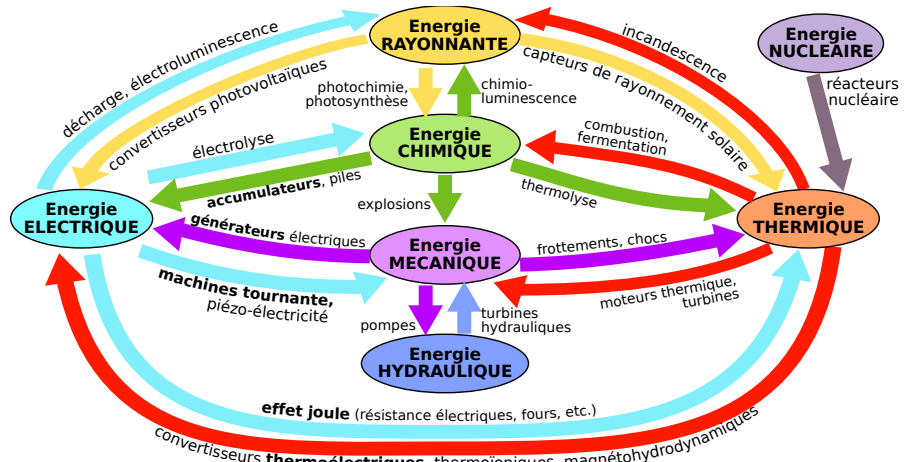 Energie
RAYONNANTE
Energie
NUCLEAIRE
incandescence
capteurs de rayonnement solaire
réacteurs
nucléaire
décharge, électroluminescence
convertisseurs photovoltaïques
photochimie,
photosynthèse
chimio-
luminescence
électrolyse
Energie
CHIMIQUE
combustion,
fermentation
accumulateurs, piles
explosions
thermolyse
Energie
ELECTRIQUE
Energie
THERMIQUE
générateurs électriques
Energie
MECANIQUE
frottements, chocs
machines tournante,
piézo-électricité
moteurs thermique,
turbines
pompes
turbines
hydrauliques
Energie
HYDRAULIQUE
effet joule (résistance électriques, fours, etc.)
convertisseurs thermoélectriques, thermoïoniques, magnétohydrodynamiques